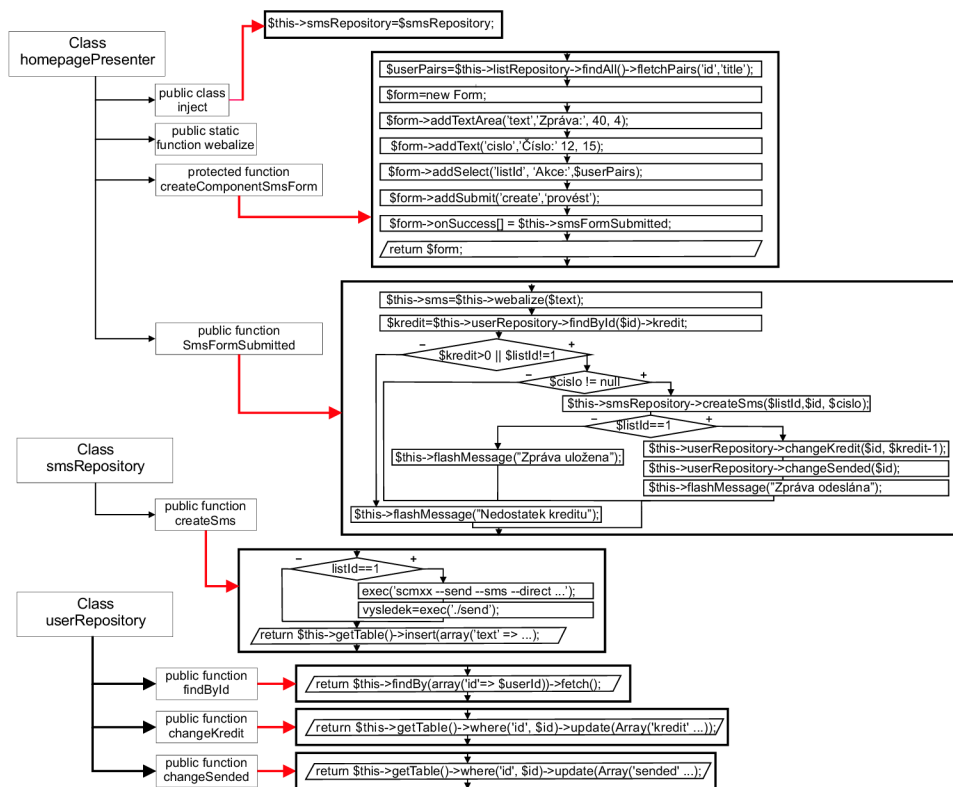 $this->smsRepository=$smsRepository;
Class
homepagePresenter
public class
inject
public static
function webalize
protected function
createComponentSmsForm
$userPairs=$this->listRepository->findAll()->fletchPairs('id','title');
$form=new Form;
$form->addTextArea('text','Zpráva:', 40, 4);
$form->addText('cislo','Číslo:' 12, 15);
$form->addSelect('listId', 'Akce:',$userPairs);
$form->addSubmit('create','provést');
$form->onSuccess[] = $this->smsFormSubmitted;
return $form;
public function
SmsFormSubmitted
$this->sms=$this->webalize($text);
$kredit=$this->userRepository->findById($id)->kredit;
− +
$kredit>0 || $listId!=1
− +
$cislo != null
$this->smsRepository->createSms($listId,$id, $cislo);
− +
$listId==1
$this->userRepository->changeKredit($id, $kredit-1);
$this->flashMessage("Zpráva uložena");
$this->userRepository->changeSended($id);
$this->flashMessage("Zpráva odeslána");
$this->flashMessage("Nedostatek kreditu");
Class
smsRepository
public function
createSms
− +
listId==1
exec('scmxx --send --sms --direct ...');
vysledek=exec('./send');
return $this->getTable()->insert(array('text' => ...);
Class
userRepository
public function
findById
return $this->findBy(array('id'=> $userId))->fetch();
public function
changeKredit
return $this->getTable()->where('id', $id)->update(Array('kredit' ...));
public function
changeSended
return $this->getTable()->where('id', $id)->update(Array('sended' ...);